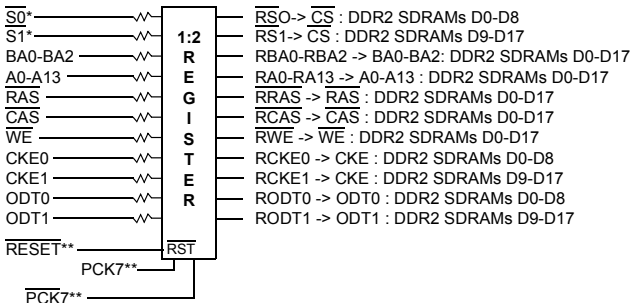 S0* RSO-> CS : DDR2 SDRAMs D0-D8
S1* 1:2 RS1-> CS : DDR2 SDRAMs D9-D17
BA0-BA2 R RBA0-RBA2 -> BA0-BA2: DDR2 SDRAMs D0-D17
A0-A13 E RA0-RA13 -> A0-A13 : DDR2 SDRAMs D0-D17
RAS G RRAS -> RAS : DDR2 SDRAMs D0-D17
CAS I RCAS -> CAS : DDR2 SDRAMs D0-D17
WE S RWE -> WE : DDR2 SDRAMs D0-D17
CKE0 T RCKE0 -> CKE : DDR2 SDRAMs D0-D8
CKE1 E RCKE1 -> CKE : DDR2 SDRAMs D9-D17
ODT0 R RODT0 -> ODT0 : DDR2 SDRAMs D0-D8
ODT1 RODT1 -> ODT1 : DDR2 SDRAMs D9-D17
RESET** RST
PCK7**
PCK7**